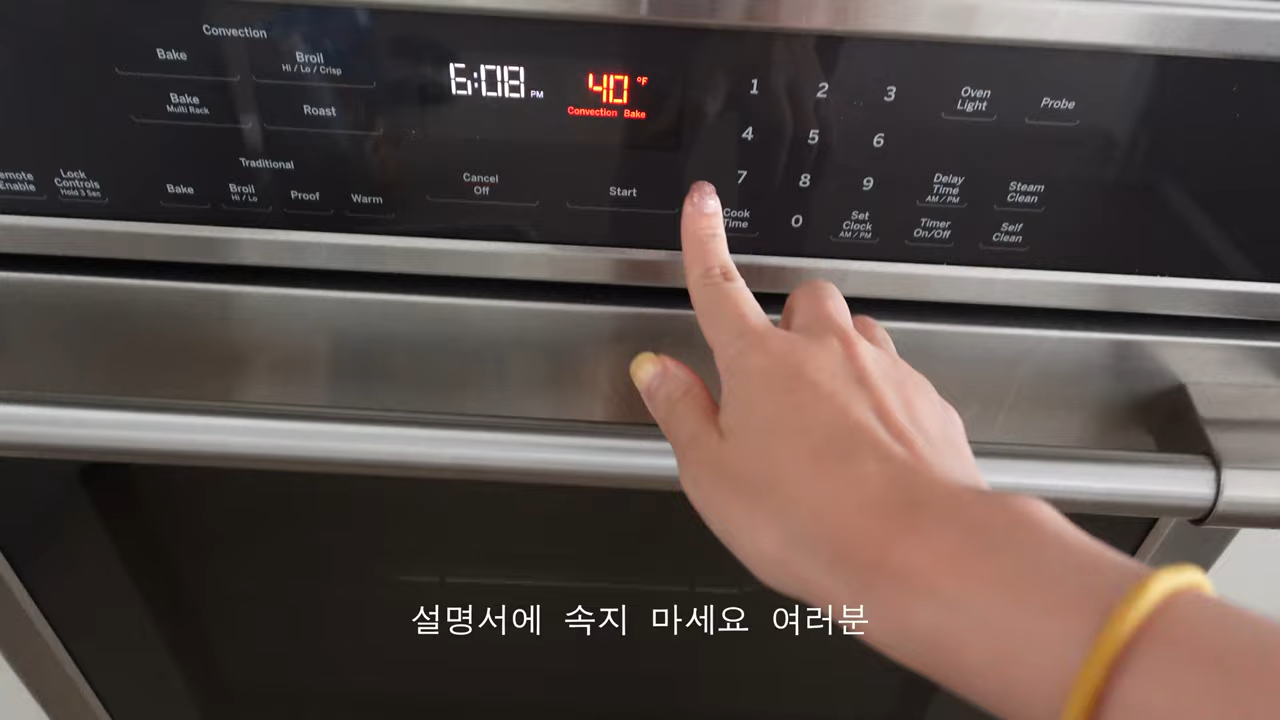 Convection
Bake
Broil
Hi / Lo / Crisp
Bake
Multi Rack
Roast
6:08 PM
40 °F
Convection Bake
1 2 3
4 5 6
7 8 9
0
Oven
Light
Probe
Traditional
Lock
Controls
Hold 3 Sec
Bake
Broil
Hi / Lo
Proof
Warm
Cancel
Off
Start
Cook
Time
Set
Clock
AM / PM
Delay
Time
AM / PM
Steam
Clean
Timer
On/Off
Self
Clean
설명서에 속지 마세요 여러분